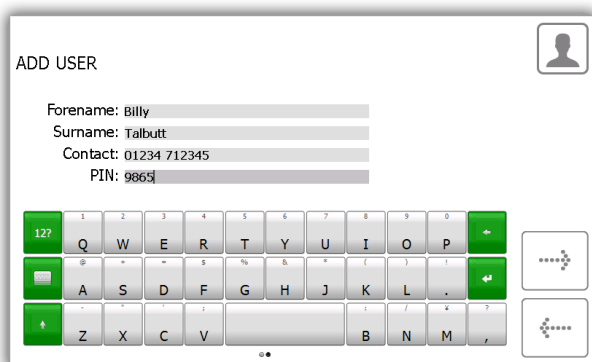 ADD USER
Forename: Billy
Surname: Talbutt
Contact: 01234 712345
PIN: 9865
1 2 3 4 5 6 7 8 9 0
12? Q W E R T Y U I O P
@ + = $ % & * ( ) !
A S D F G H J K L .
- " ' ; : / ¥ ?
Z X C V B N M ,